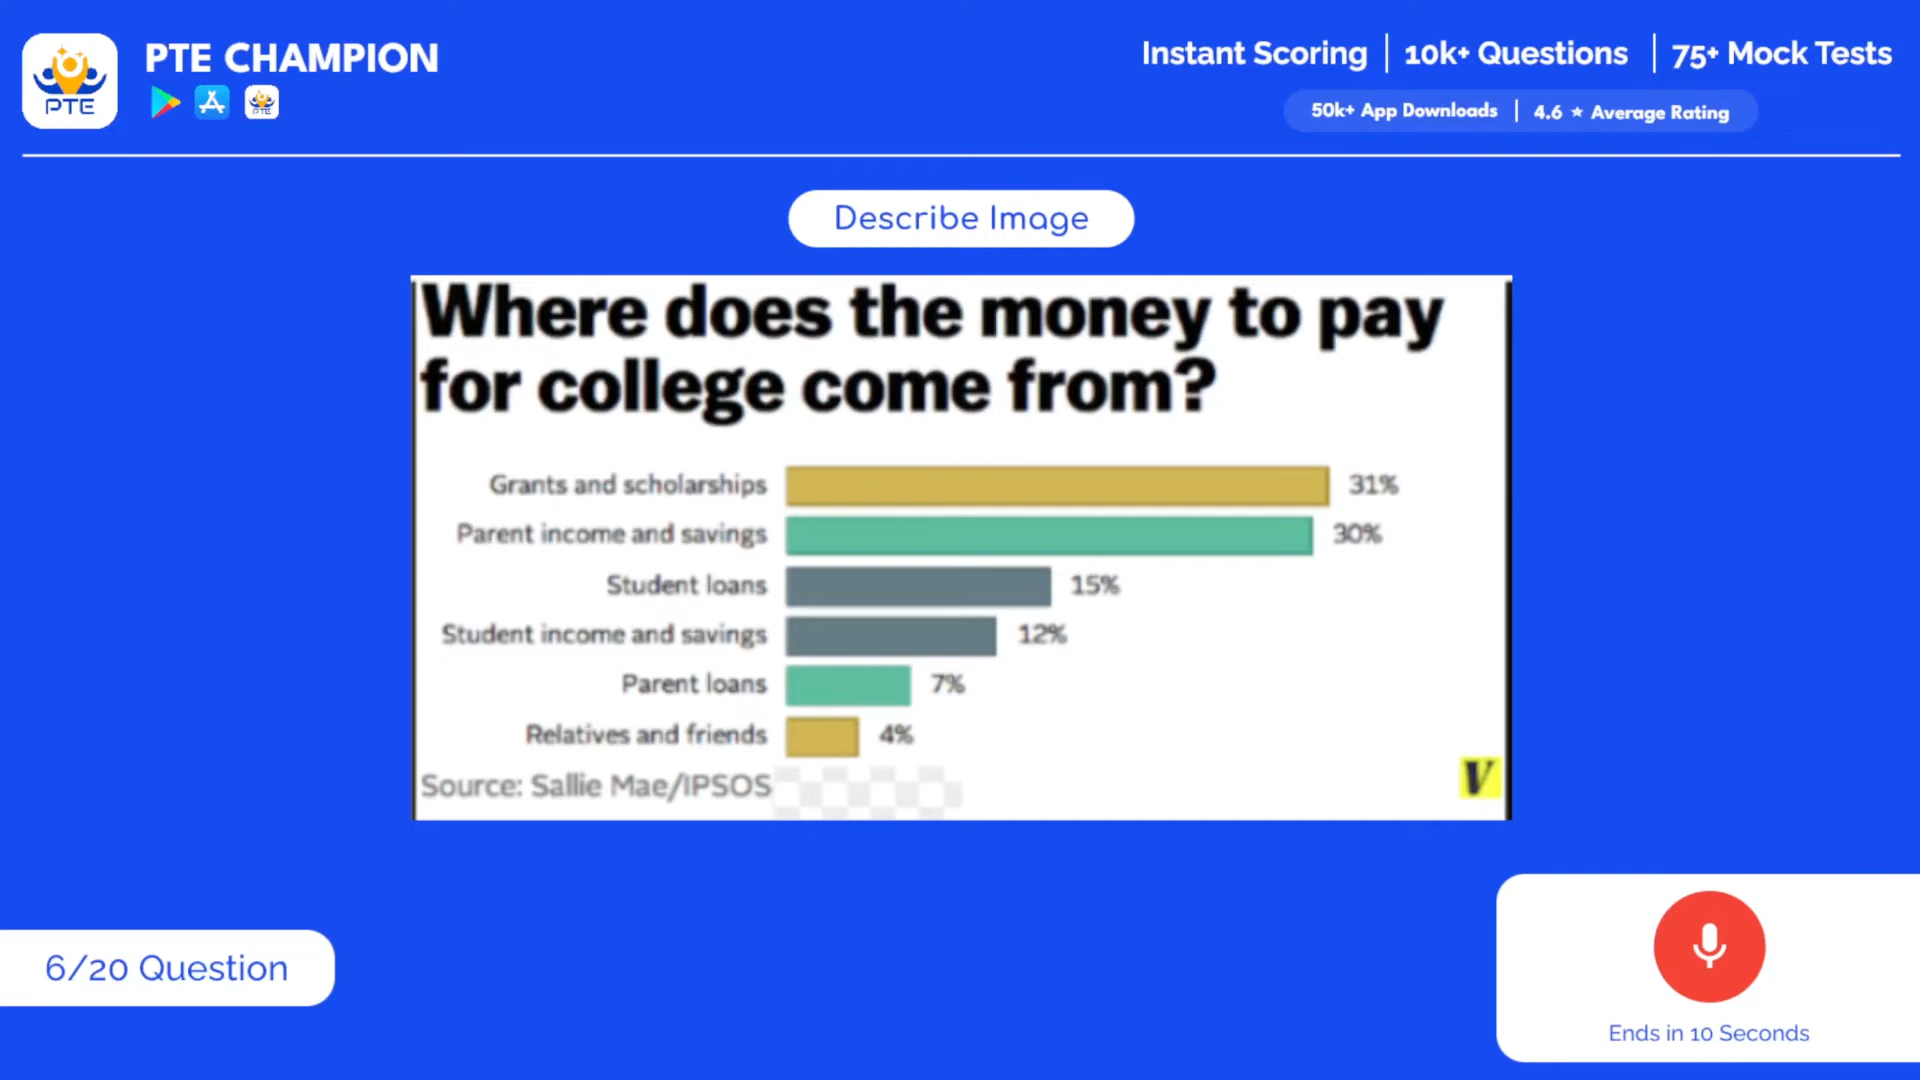 PTE CHAMPION
PTE
PTE
Instant Scoring | 10k+ Questions | 75+ Mock Tests
50k+ App Downloads | 4.6 ★ Average Rating
Describe Image
Where does the money to pay
for college come from?
Grants and scholarships 31%
Parent income and savings 30%
Student loans 15%
Student income and savings 12%
Parent loans 7%
Relatives and friends 4%
Source: Sallie Mae/IPSOS
V
6/20 Question
Ends in 10 Seconds